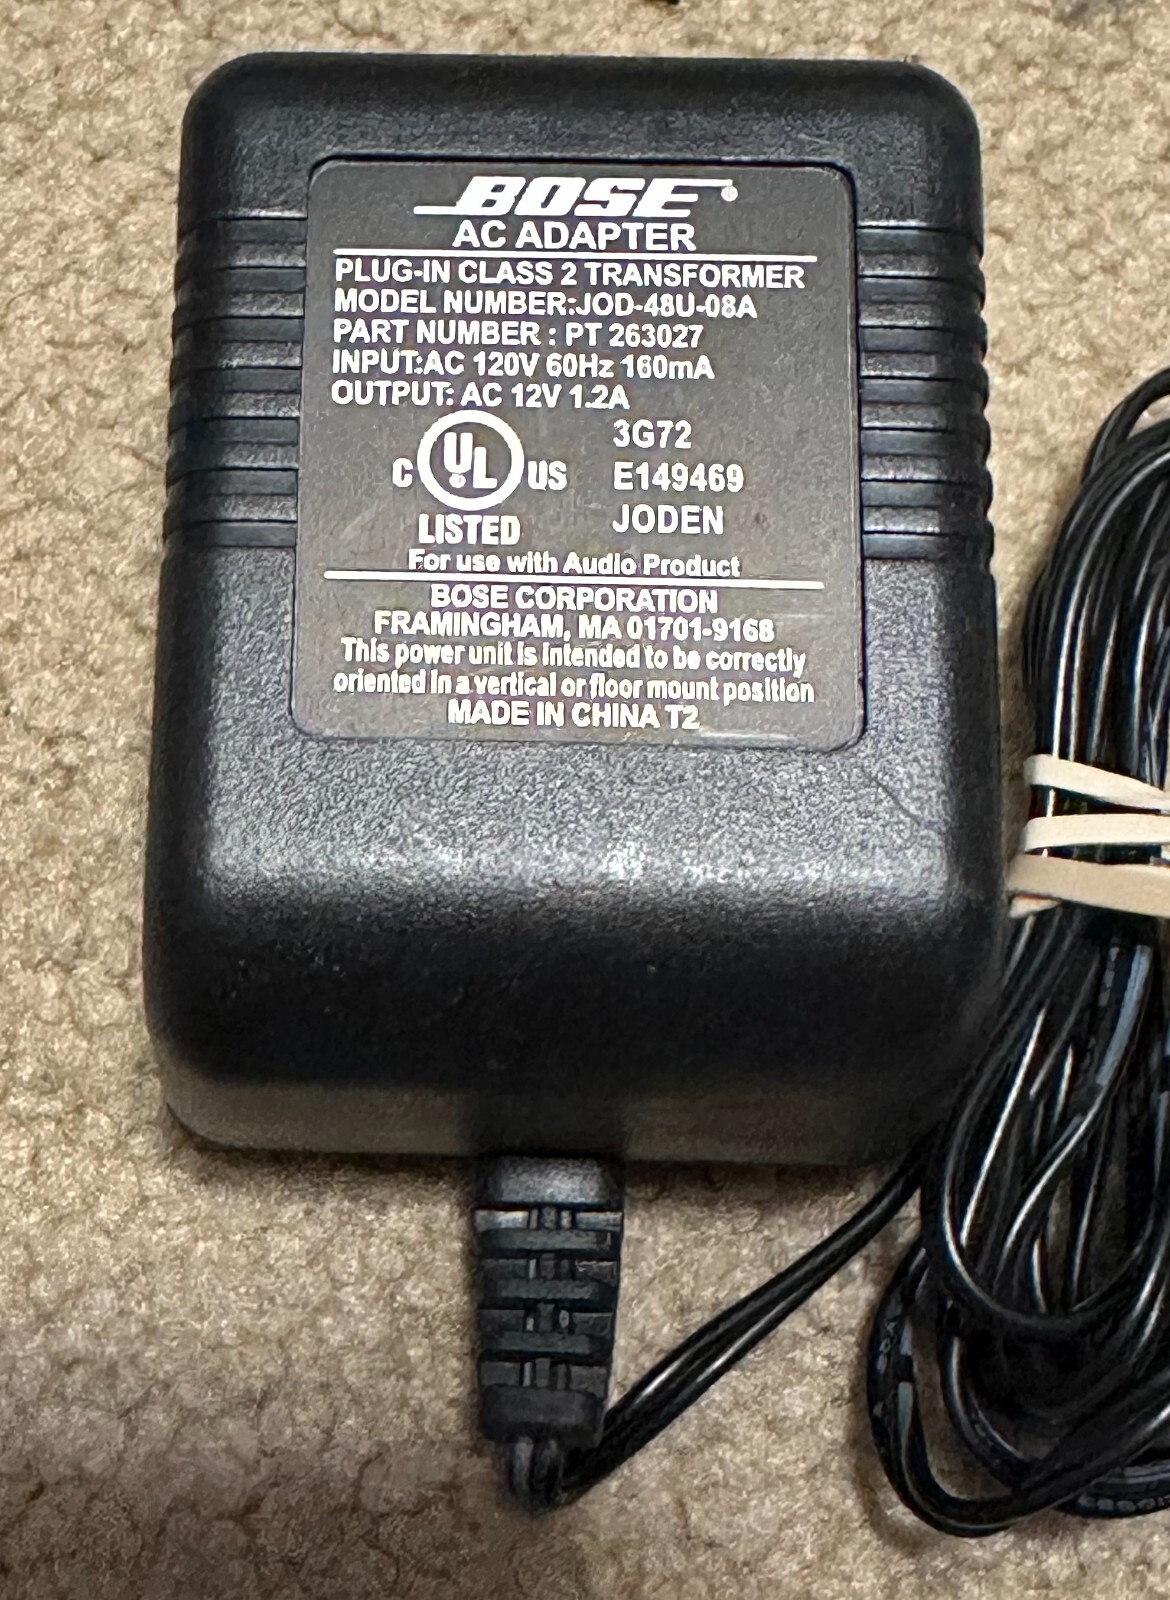 BOSE®
AC ADAPTER
PLUG-IN CLASS 2 TRANSFORMER
MODEL NUMBER:JOD-48U-08A
PART NUMBER : PT 263027
INPUT:AC 120V 60Hz 160mA
OUTPUT: AC 12V 1.2A
3G72
C UL® US E149469
LISTED JODEN
For use with Audio Product
BOSE CORPORATION
FRAMINGHAM, MA 01701-9168
This power unit is intended to be correctly
oriented in a vertical or floor mount position
MADE IN CHINA T2